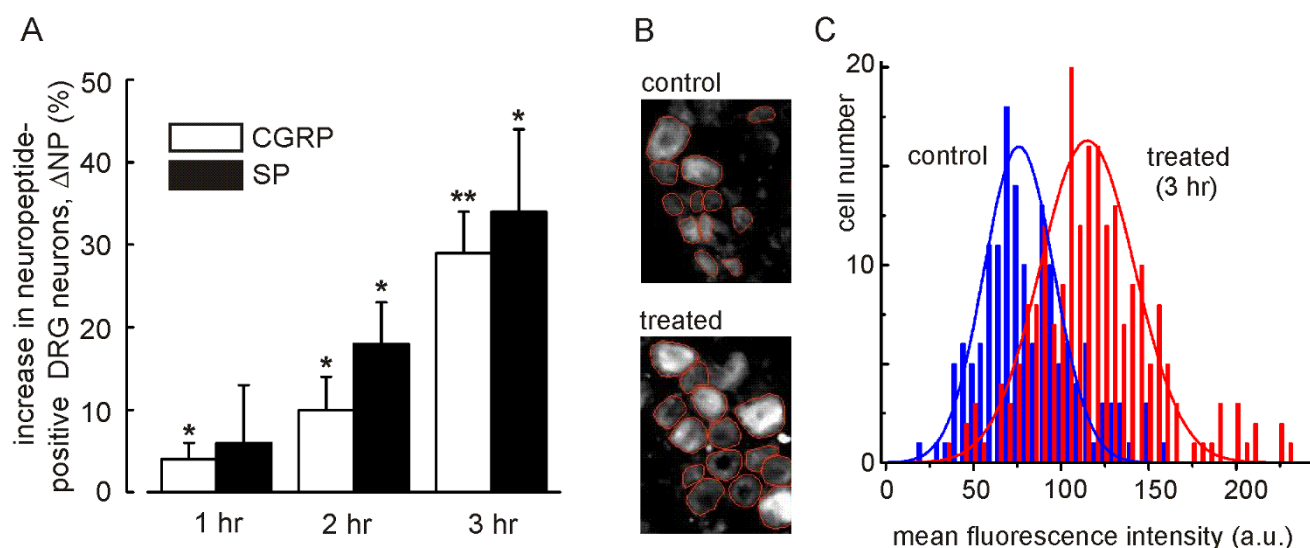 A
increase in neuropeptide-
positive DRG neurons, ΔNP (%)
50
40
30
20
10
0
CGRP
SP
*
*
*
**
*
1 hr
2 hr
3 hr
B
control
treated
C
cell number
20
10
0
control
treated
(3 hr)
0
50
100
150
200
mean fluorescence intensity (a.u.)